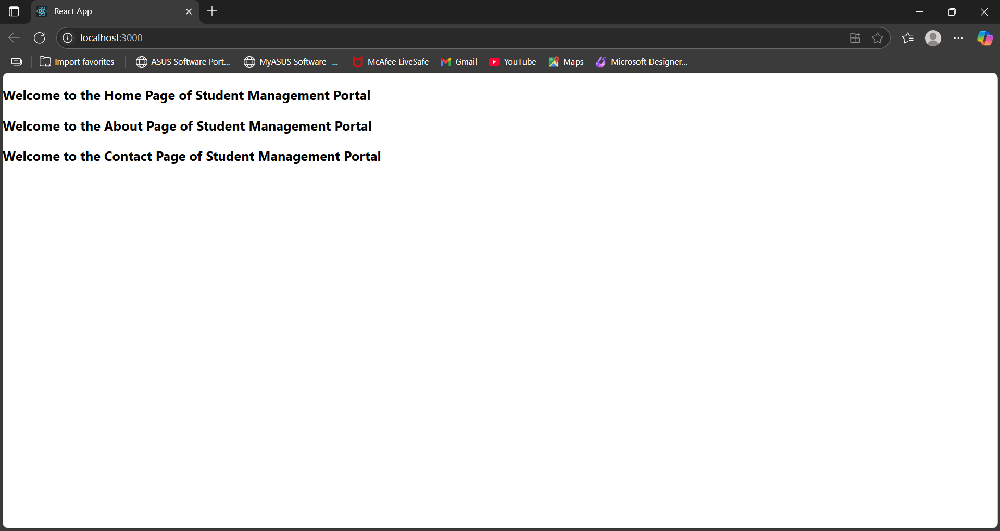 React App
localhost:3000
Import favorites
ASUS Software Port...
MyASUS Software -...
McAfee LiveSafe
Gmail
YouTube
Maps
Microsoft Designer...
Welcome to the Home Page of Student Management Portal
Welcome to the About Page of Student Management Portal
Welcome to the Contact Page of Student Management Portal